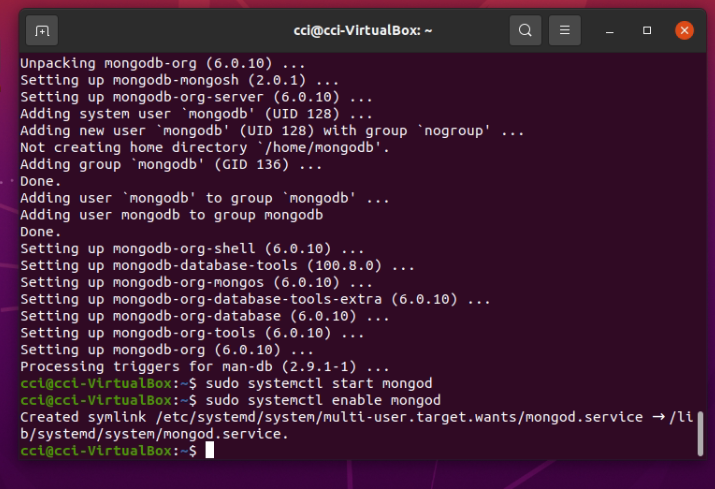 cci@cci-VirtualBox: ~
Unpacking mongodb-org (6.0.10) ...
Setting up mongodb-mongosh (2.0.1) ...
Setting up mongodb-org-server (6.0.10) ...
Adding system user `mongodb' (UID 128) ...
Adding new user `mongodb' (UID 128) with group `nogroup' ...
Not creating home directory `/home/mongodb'.
Adding group `mongodb' (GID 136) ...
Done.
Adding user `mongodb' to group `mongodb' ...
Adding user mongodb to group mongodb
Done.
Setting up mongodb-org-shell (6.0.10) ...
Setting up mongodb-database-tools (100.8.0) ...
Setting up mongodb-org-mongos (6.0.10) ...
Setting up mongodb-org-database-tools-extra (6.0.10) ...
Setting up mongodb-org-database (6.0.10) ...
Setting up mongodb-org-tools (6.0.10) ...
Setting up mongodb-org (6.0.10) ...
Processing triggers for man-db (2.9.1-1) ...
cci@cci-VirtualBox:~$ sudo systemctl start mongod
cci@cci-VirtualBox:~$ sudo systemctl enable mongod
Created symlink /etc/systemd/system/multi-user.target.wants/mongod.service → /li
b/systemd/system/mongod.service.
cci@cci-VirtualBox:~$